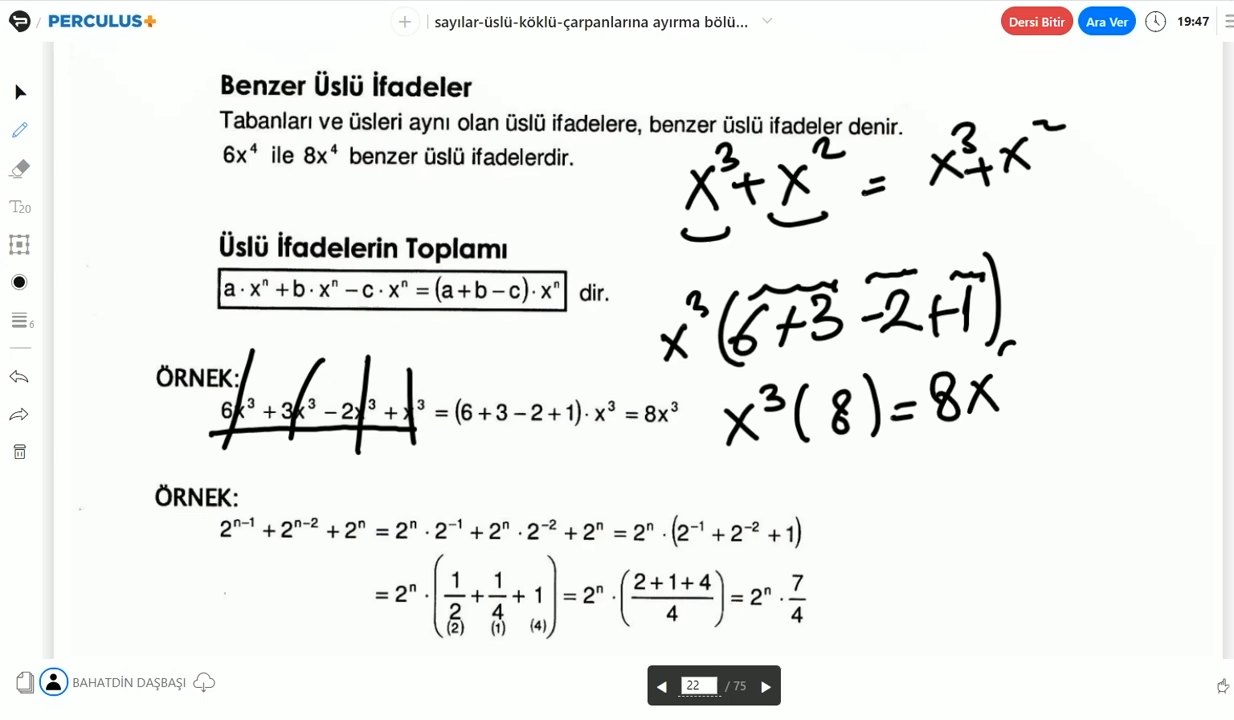 PERCULUS+
sayılar-üslü-köklü-çarpanlarına ayırma bölü...
Dersi Bitir
Ara Ver
19:47
Benzer Üslü İfadeler
Tabanları ve üsleri aynı olan üslü ifadelere, benzer üslü ifadeler denir.
6x⁴ ile 8x⁴ benzer üslü ifadelerdir.
x³ + x² = x³ + x²
Üslü İfadelerin Toplamı
a · xⁿ + b · xⁿ − c · xⁿ = (a + b − c) · xⁿ dir.
x³ (6+3 −2 +1)
ÖRNEK:
6x³ + 3x³ − 2x³ + x³ = (6 + 3 − 2 + 1) · x³ = 8x³
x³ (8) = 8x
ÖRNEK:
2ⁿ⁻¹ + 2ⁿ⁻² + 2ⁿ = 2ⁿ · 2⁻¹ + 2ⁿ · 2⁻² + 2ⁿ = 2ⁿ · (2⁻¹ + 2⁻² + 1)
= 2ⁿ · (1/2 + 1/4 + 1) = 2ⁿ · ((2 + 1 + 4)/4) = 2ⁿ · 7/4
(2) (1) (4)
T20
6
BAHATDİN DAŞBAŞI
22 / 75